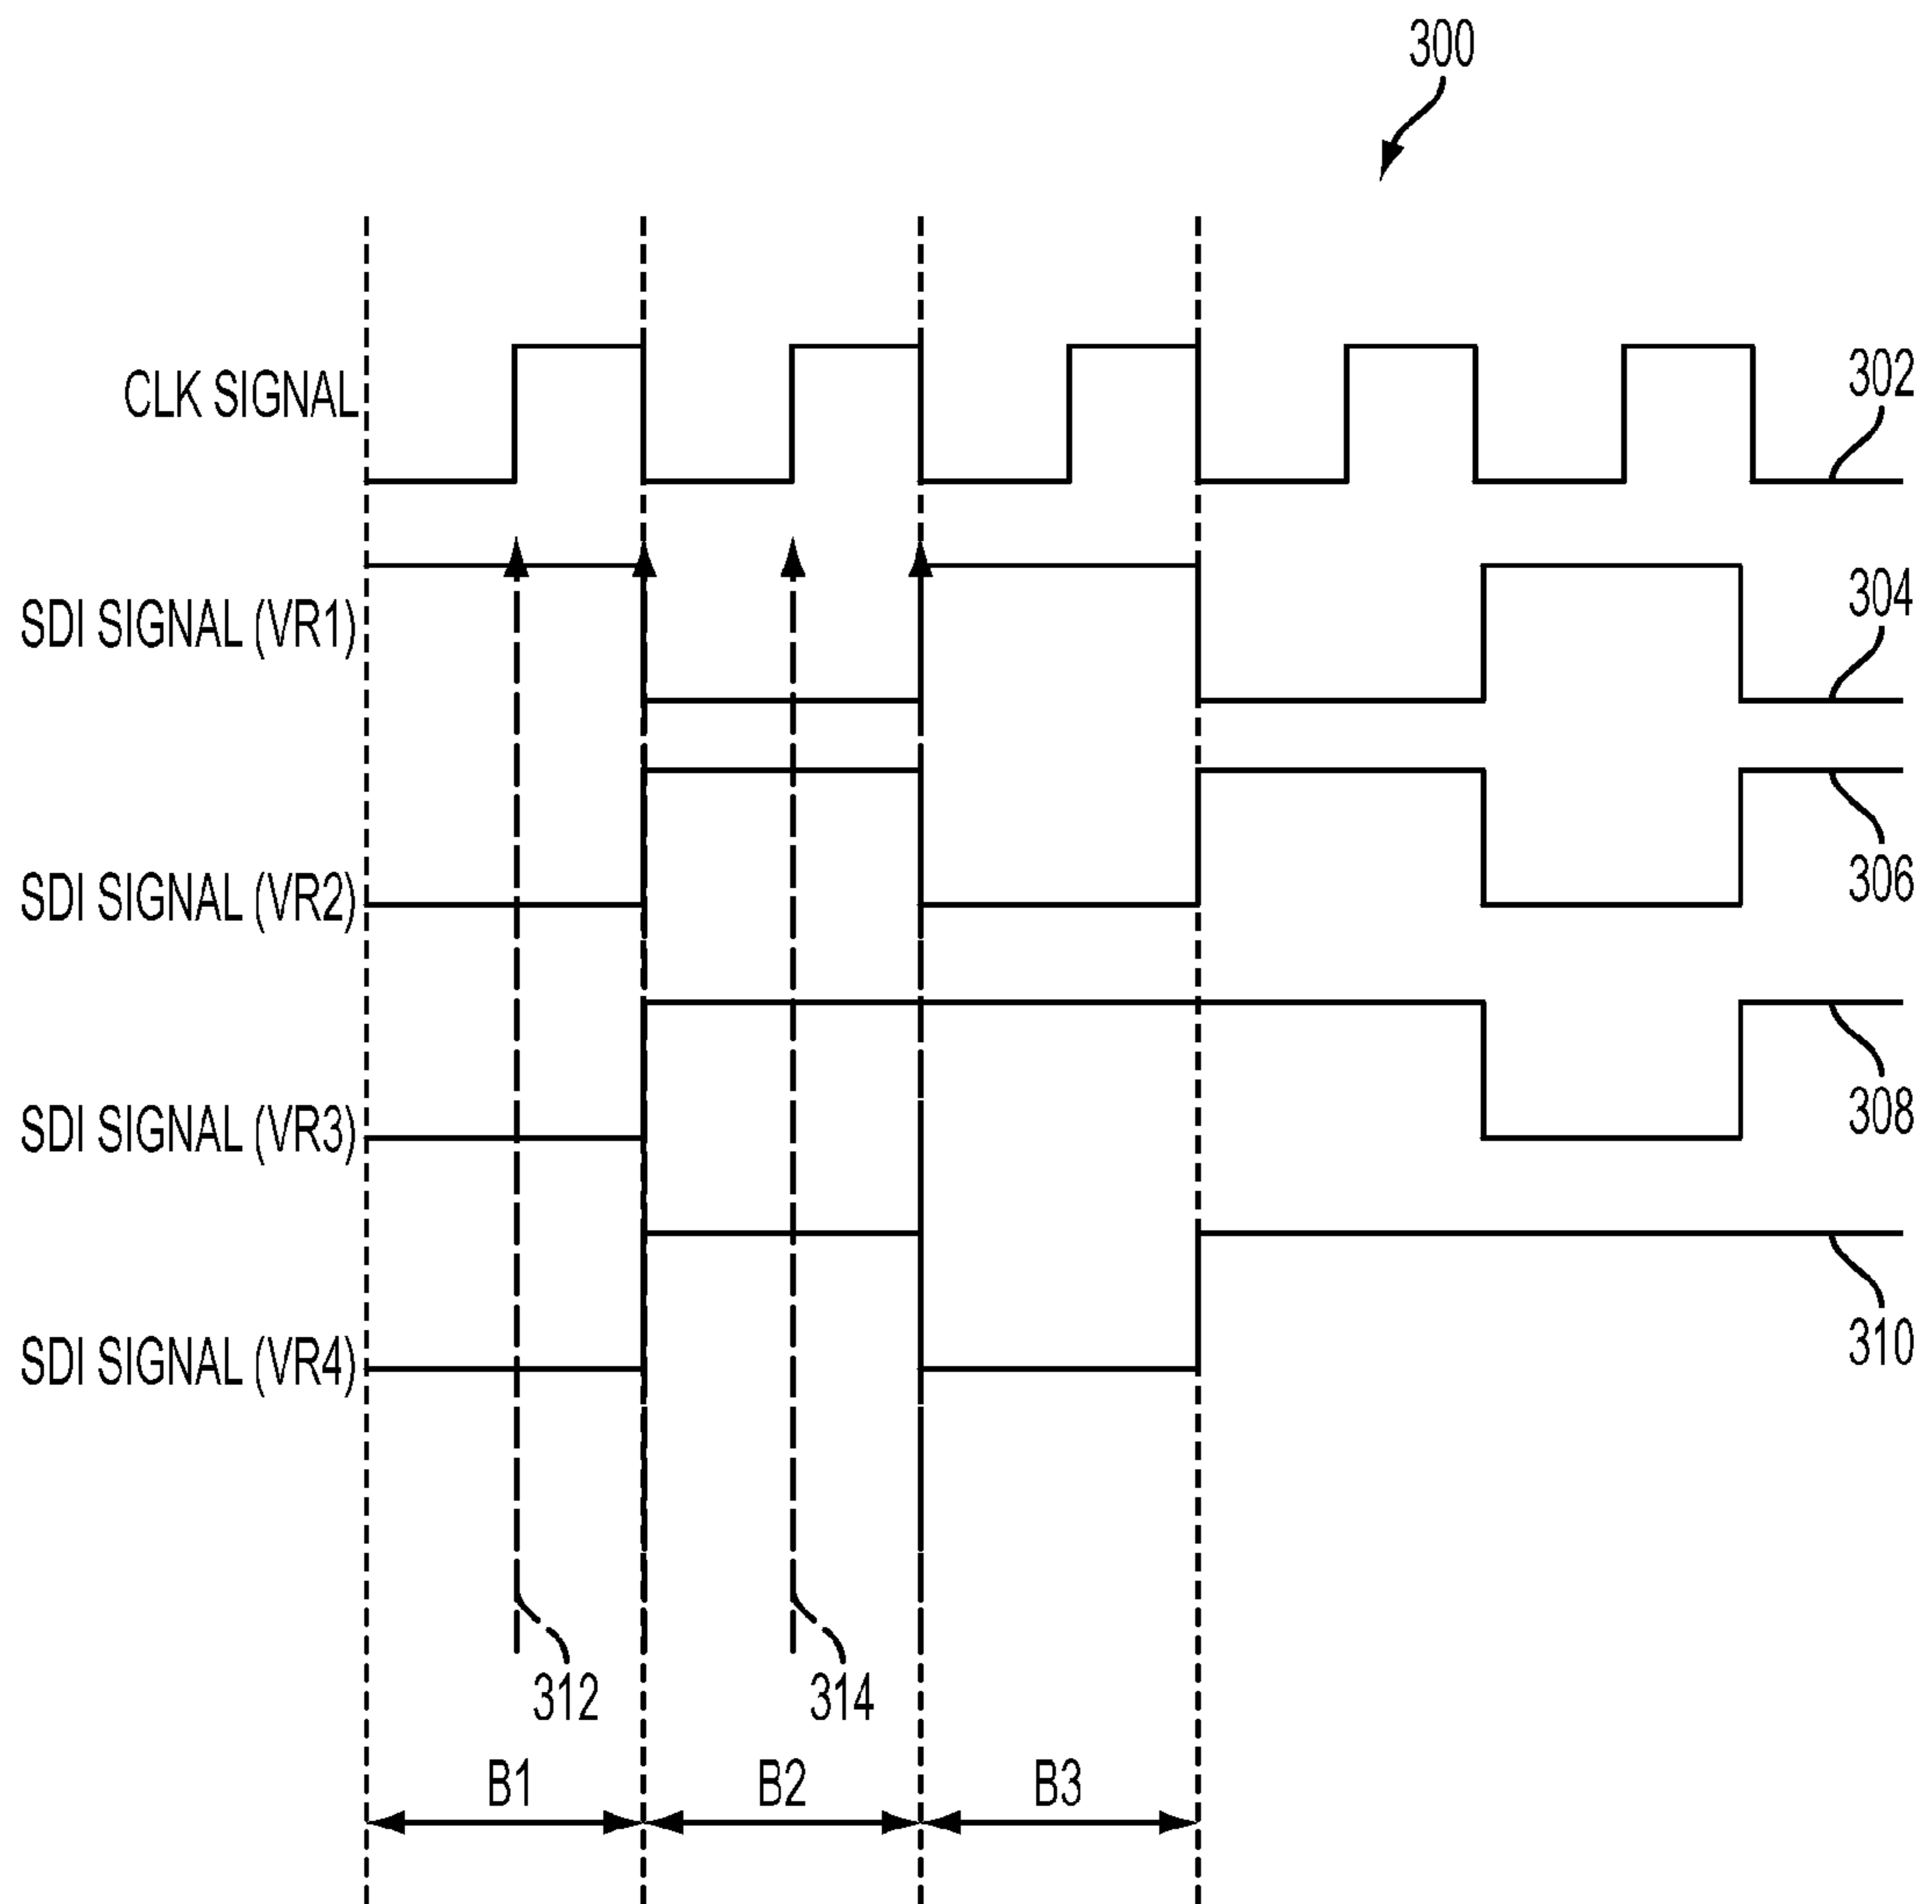 300
CLK SIGNAL
302
SDI SIGNAL (VR1)
304
SDI SIGNAL (VR2)
306
SDI SIGNAL (VR3)
308
SDI SIGNAL (VR4)
310
312
314
B1
B2
B3